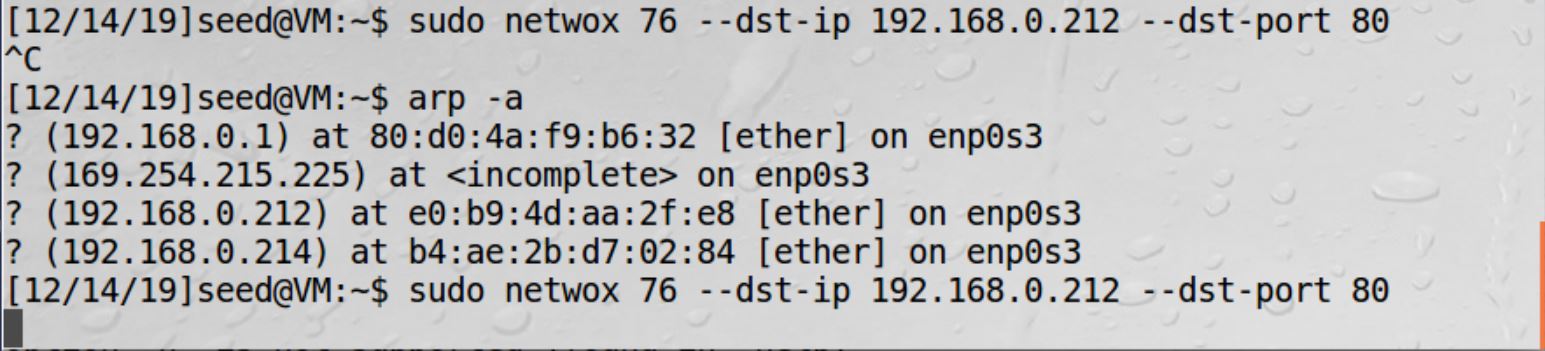 [12/14/19]seed@VM:~$ sudo netwox 76 --dst-ip 192.168.0.212 --dst-port 80
^C
[12/14/19]seed@VM:~$ arp -a
? (192.168.0.1) at 80:d0:4a:f9:b6:32 [ether] on enp0s3
? (169.254.215.225) at <incomplete> on enp0s3
? (192.168.0.212) at e0:b9:4d:aa:2f:e8 [ether] on enp0s3
? (192.168.0.214) at b4:ae:2b:d7:02:84 [ether] on enp0s3
[12/14/19]seed@VM:~$ sudo netwox 76 --dst-ip 192.168.0.212 --dst-port 80